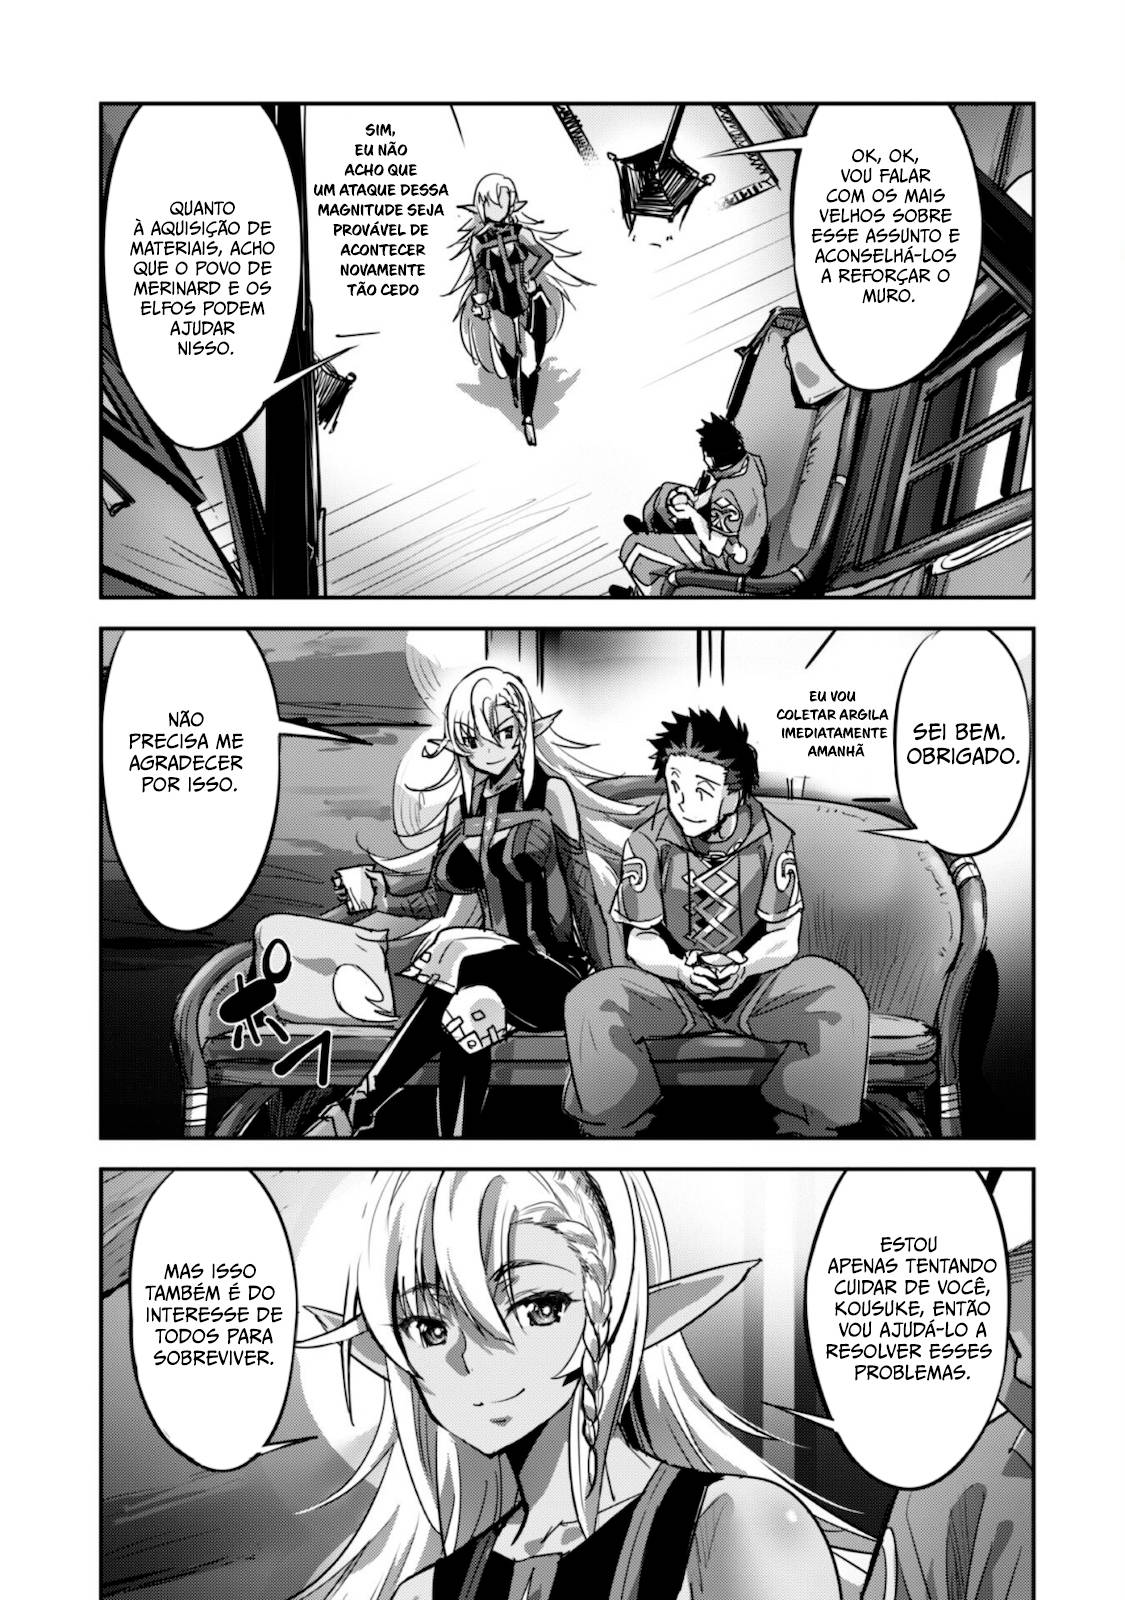 OK, OK,
VOU FALAR
COM OS MAIS
VELHOS SOBRE
ESSE ASSUNTO E
ACONSELHÁ-LOS
A REFORÇAR O
MURO.
SIM,
EU NÃO
ACHO QUE
UM ATAQUE DESSA
MAGNITUDE SEJA
PROVÁVEL DE
ACONTECER
NOVAMENTE
TÃO CEDO
QUANTO
À AQUISIÇÃO DE
MATERIAIS, ACHO
QUE O POVO DE
MERINARD E OS
ELFOS PODEM
AJUDAR
NISSO.
SEI BEM.
OBRIGADO.
EU VOU
COLETAR ARGILA
IMEDIATAMENTE
AMANHÃ
NÃO
PRECISA ME
AGRADECER
POR ISSO.
ESTOU
APENAS TENTANDO
CUIDAR DE VOCÊ,
KOUSUKE, ENTÃO
VOU AJUDÁ-LO A
RESOLVER ESSES
PROBLEMAS.
MAS ISSO
TAMBÉM É DO
INTERESSE DE
TODOS PARA
SOBREVIVER.